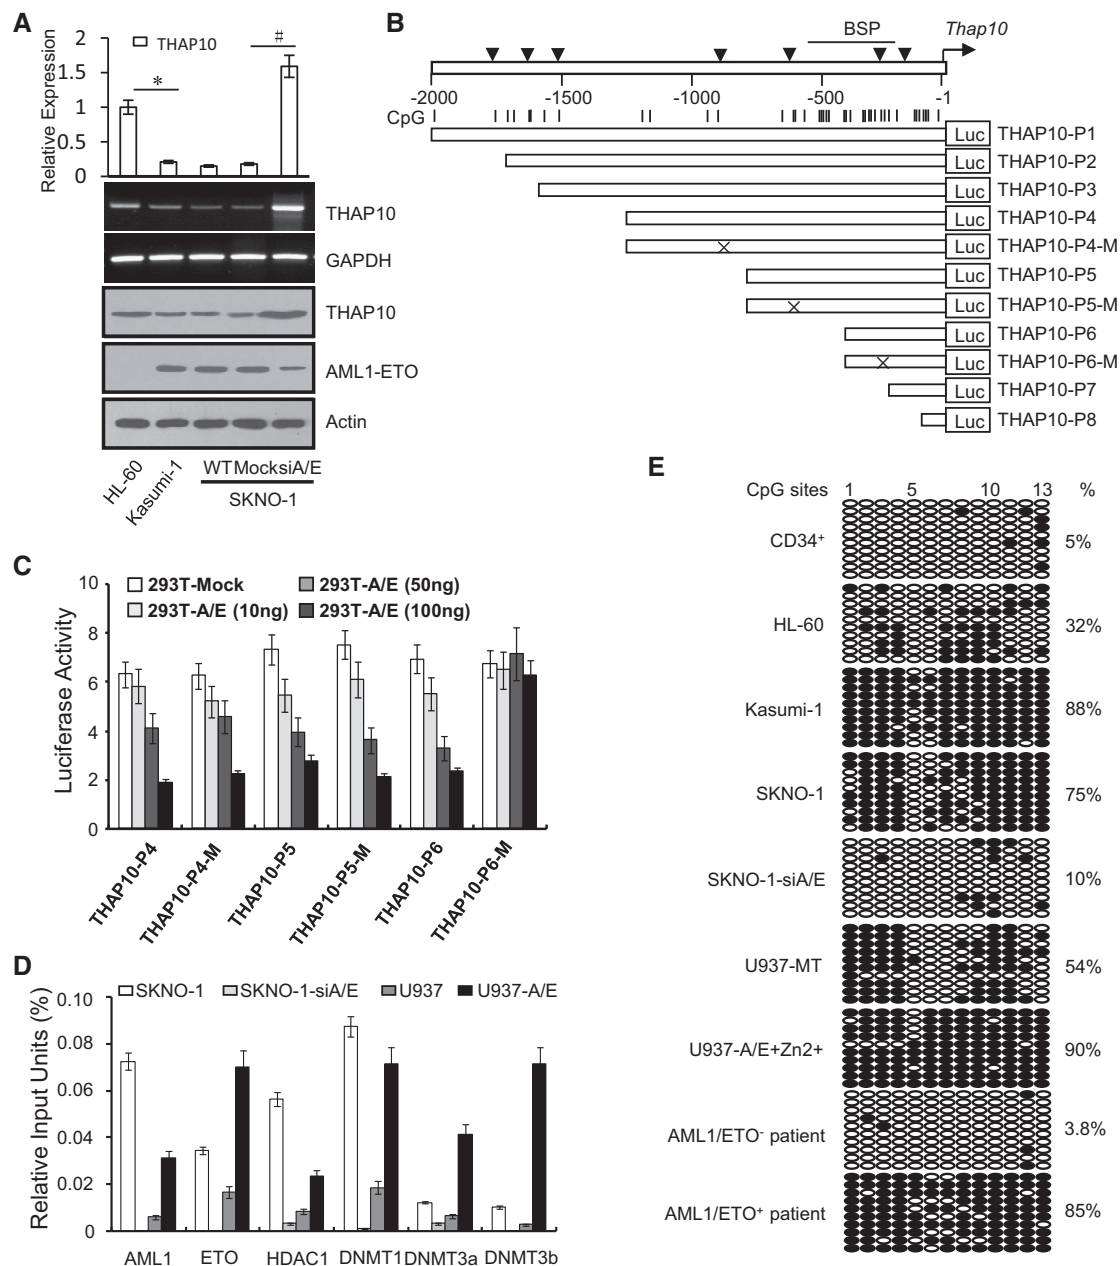 A
Relative Expression
2
1.5
1
0.5
0
THAP10
*
#
THAP10
GAPDH
THAP10
AML1-ETO
Actin
HL-60
Kasumi-1
WT Mock siA/E
SKNO-1
B
BSP
Thap10
-2000
-1500
-1000
-500
-1
CpG
Luc THAP10-P1
Luc THAP10-P2
Luc THAP10-P3
Luc THAP10-P4
Luc THAP10-P4-M
Luc THAP10-P5
Luc THAP10-P5-M
Luc THAP10-P6
Luc THAP10-P6-M
Luc THAP10-P7
Luc THAP10-P8
C
Luciferase Activity
10
8
6
4
2
0
293T-Mock
293T-A/E (50ng)
293T-A/E (10ng)
293T-A/E (100ng)
THAP10-P4
THAP10-P4-M
THAP10-P5
THAP10-P5-M
THAP10-P6
THAP10-P6-M
D
Relative Input Units (%)
0.10
0.08
0.06
0.04
0.02
0
SKNO-1
SKNO-1-siA/E
U937
U937-A/E
AML1
ETO
HDAC1
DNMT1
DNMT3a
DNMT3b
E
CpG sites 1 5 10 13 %
CD34+ 5%
HL-60 32%
Kasumi-1 88%
SKNO-1 75%
SKNO-1-siA/E 10%
U937-MT 54%
U937-A/E+Zn2+ 90%
AML1/ETO- patient 3.8%
AML1/ETO+ patient 85%